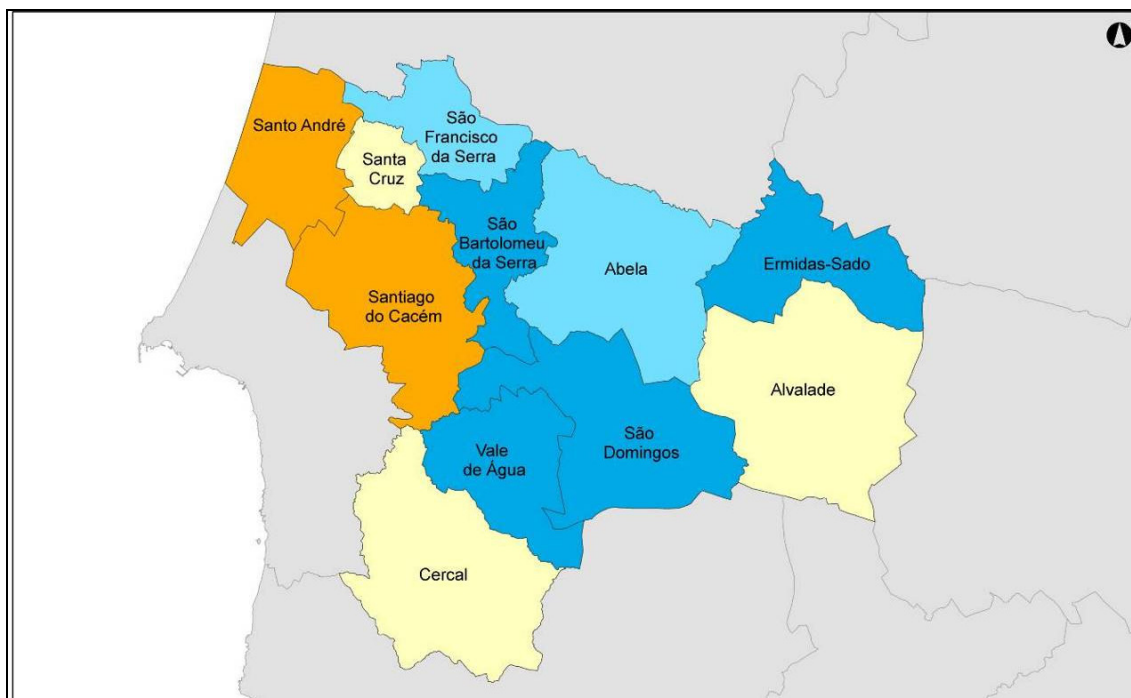 Santo André
São
Francisco
da Serra
Santa
Cruz
São
Bartolomeu
da Serra
Abela
Ermidas-Sado
Santiago
do Cacém
Alvalade
São
Domingos
Vale
de Água
Cercal